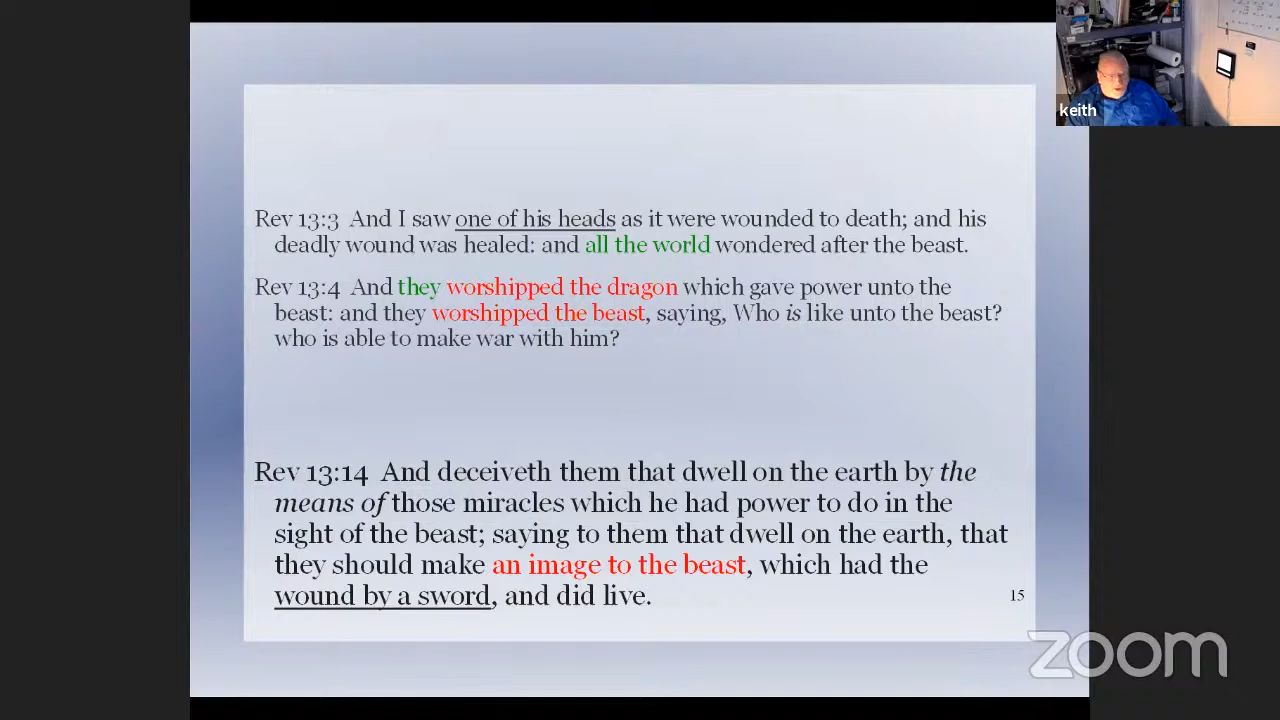 keith
Rev 13:3 And I saw one of his heads as it were wounded to death; and his
deadly wound was healed: and all the world wondered after the beast.
Rev 13:4 And they worshipped the dragon which gave power unto the
beast: and they worshipped the beast, saying, Who is like unto the beast?
who is able to make war with him?
Rev 13:14 And deceiveth them that dwell on the earth by the
means of those miracles which he had power to do in the
sight of the beast; saying to them that dwell on the earth, that
they should make an image to the beast, which had the
wound by a sword, and did live.
15
zoom